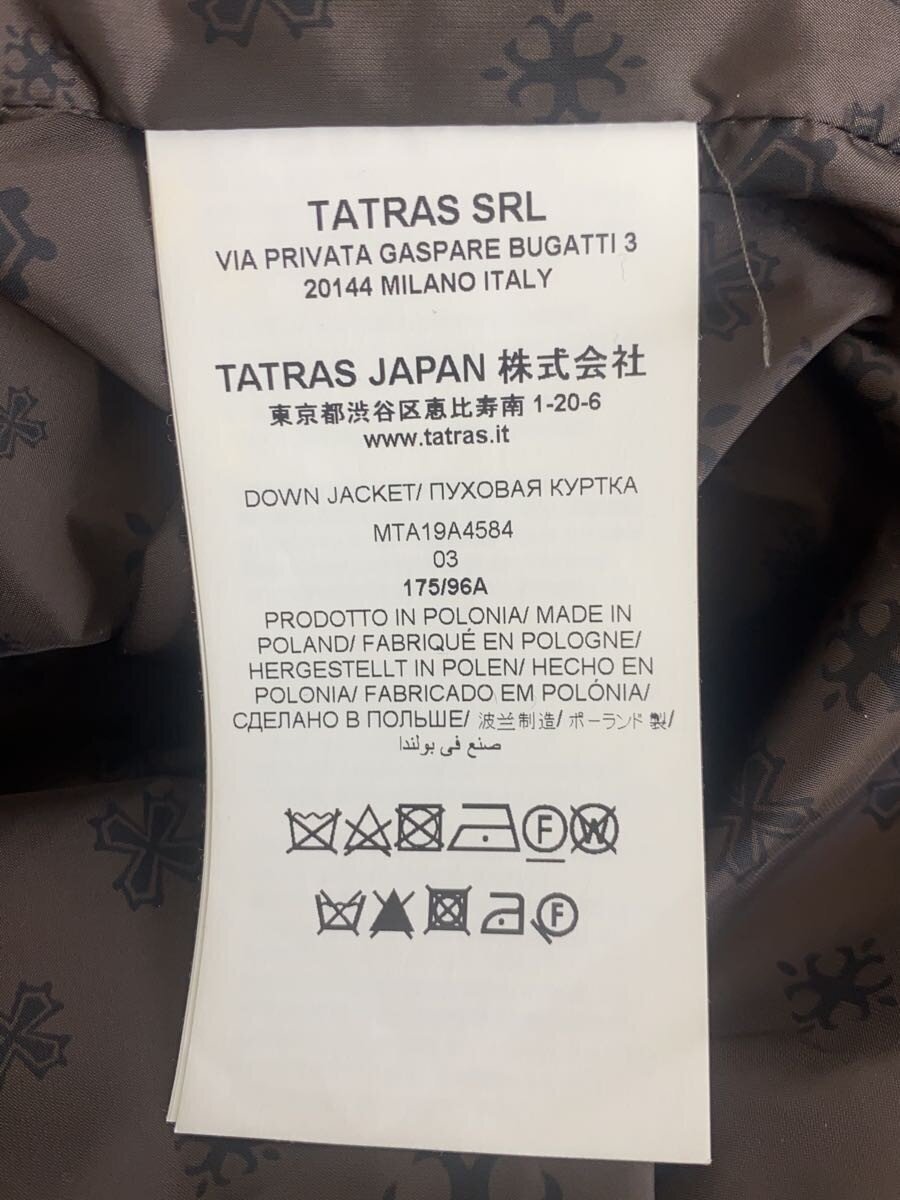 TATRAS SRL
VIA PRIVATA GASPARE BUGATTI 3
20144 MILANO ITALY
TATRAS JAPAN 株式会社
東京都渋谷区恵比寿南 1-20-6
www.tatras.it
DOWN JACKET/ ПУХОВАЯ КУРТКА
MTA19A4584
03
175/96A
PRODOTTO IN POLONIA/ MADE IN
POLAND/ FABRIQUÉ EN POLOGNE/
HERGESTELLT IN POLEN/ HECHO EN
POLONIA/ FABRICADO EM POLÓNIA/
СДЕЛАНО В ПОЛЬШЕ/ 波兰制造/ ポーランド製/
صنع في بولندا
F W
F